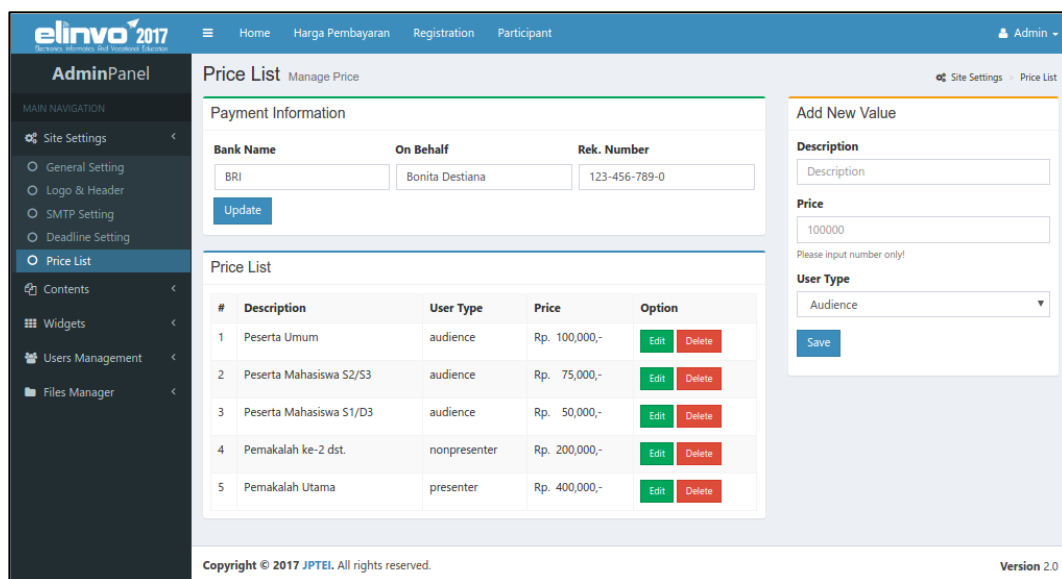 elinvo 2017
Electronics Informatics And Vocational Education
Home Harga Pembayaran Registration Participant Admin
AdminPanel
MAIN NAVIGATION
Site Settings
General Setting
Logo & Header
SMTP Setting
Deadline Setting
Price List
Contents
Widgets
Users Management
Files Manager
Price List Manage Price
Site Settings > Price List
Payment Information
Bank Name On Behalf Rek. Number
BRI Bonita Destiana 123-456-789-0
Update
Price List
# Description User Type Price Option
1 Peserta Umum audience Rp. 100,000,- Edit Delete
2 Peserta Mahasiswa S2/S3 audience Rp. 75,000,- Edit Delete
3 Peserta Mahasiswa S1/D3 audience Rp. 50,000,- Edit Delete
4 Pemakalah ke-2 dst. nonpresenter Rp. 200,000,- Edit Delete
5 Pemakalah Utama presenter Rp. 400,000,- Edit Delete
Add New Value
Description
Description
Price
100000
Please input number only!
User Type
Audience
Save
Copyright © 2017 JPTEI. All rights reserved.
Version 2.0